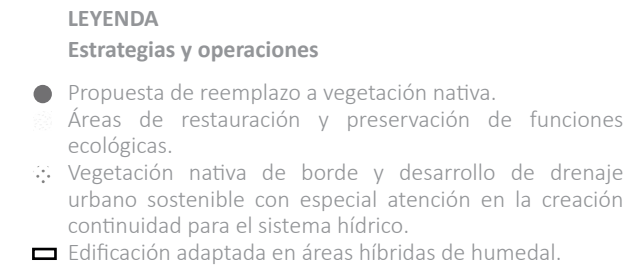 LEYENDA
Estrategias y operaciones
Propuesta de reemplazo a vegetación nativa.
Áreas de restauración y preservación de funciones
ecológicas.
Vegetación nativa de borde y desarrollo de drenaje
urbano sostenible con especial atención en la creación
continuidad para el sistema hídrico.
Edificación adaptada en áreas híbridas de humedal.